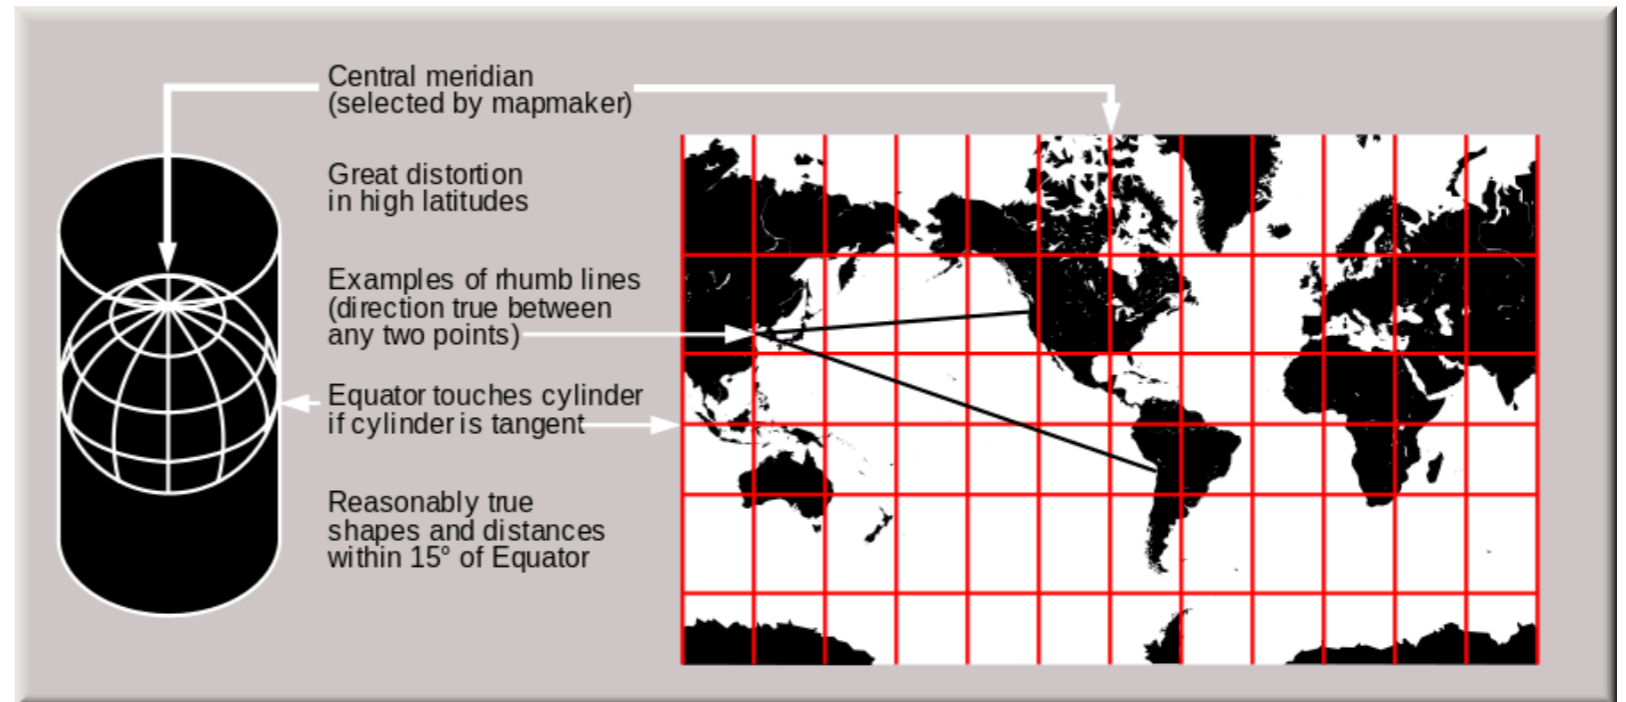 Central meridian
(selected by mapmaker)
Great distortion
in high latitudes
Examples of rhumb lines
(direction true between
any two points)
Equator touches cylinder
if cylinder is tangent
Reasonably true
shapes and distances
within 15° of Equator